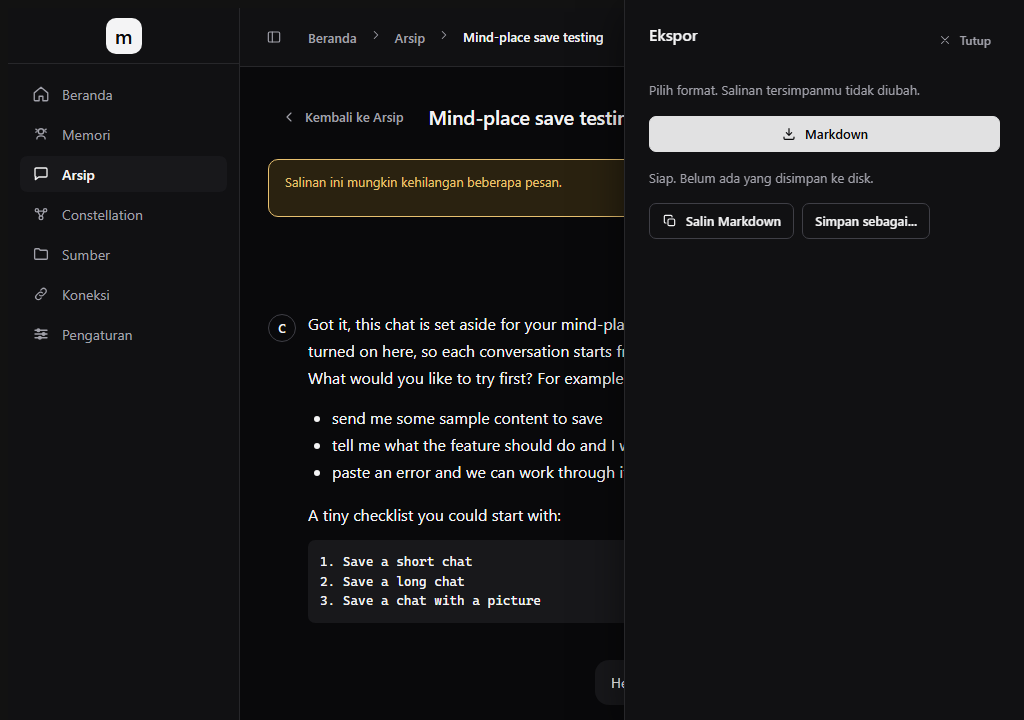 m
Beranda
Memori
Arsip
Constellation
Sumber
Koneksi
Pengaturan
Beranda > Arsip > Mind-place save testing
Kembali ke Arsip
Mind-place save
Salinan ini mungkin kehilangan beberapa pesan.
C
Got it, this chat is set aside for your
turned on here, so each conversation starts
What would you like to try first? For example
send me some sample content to save
tell me what the feature should do and I
paste an error and we can work through
A tiny checklist you could start with:
1. Save a short chat
2. Save a long chat
3. Save a chat with a picture
Ekspor
Tutup
Pilih format. Salinan tersimpanmu tidak diubah.
Markdown
Siap. Belum ada yang disimpan ke disk.
Salin Markdown
Simpan sebagai...